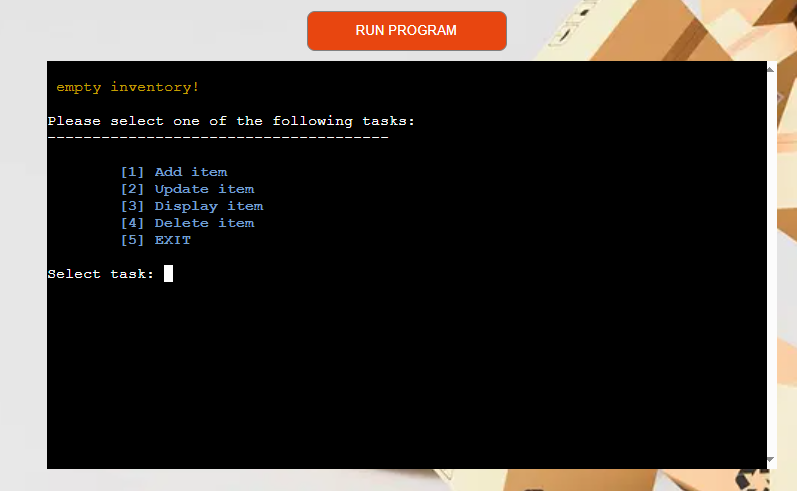 RUN PROGRAM
empty inventory!
Please select one of the following tasks:
--------------------------------------
[1] Add item
[2] Update item
[3] Display item
[4] Delete item
[5] EXIT
Select task: